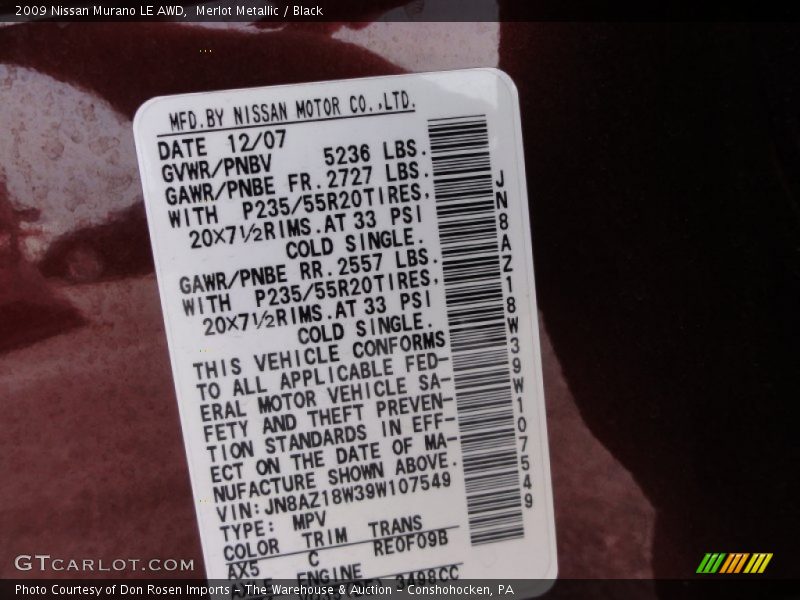 2009 Nissan Murano LE AWD, Merlot Metallic / Black
MFD.BY NISSAN MOTOR CO.,LTD.
DATE 12/07
GVWR/PNBV 5236 LBS.
GAWR/PNBE FR.2727 LBS.
WITH P235/55R20TIRES,
20X7½RIMS.AT 33 PSI
COLD SINGLE.
GAWR/PNBE RR.2557 LBS.
WITH P235/55R20TIRES,
20X7½RIMS.AT 33 PSI
COLD SINGLE.
THIS VEHICLE CONFORMS
TO ALL APPLICABLE FED-
ERAL MOTOR VEHICLE SA-
FETY AND THEFT PREVEN-
TION STANDARDS IN EFF-
ECT ON THE DATE OF MA-
NUFACTURE SHOWN ABOVE.
VIN:JN8AZ18W39W107549
TYPE: MPV
COLOR TRIM TRANS
AX5 C RE0F09B
ENGINE
3498CC
JN8AZ18W39W107549
GTCARLOT.COM
Photo Courtesy of Don Rosen Imports - The Warehouse & Auction - Conshohocken, PA